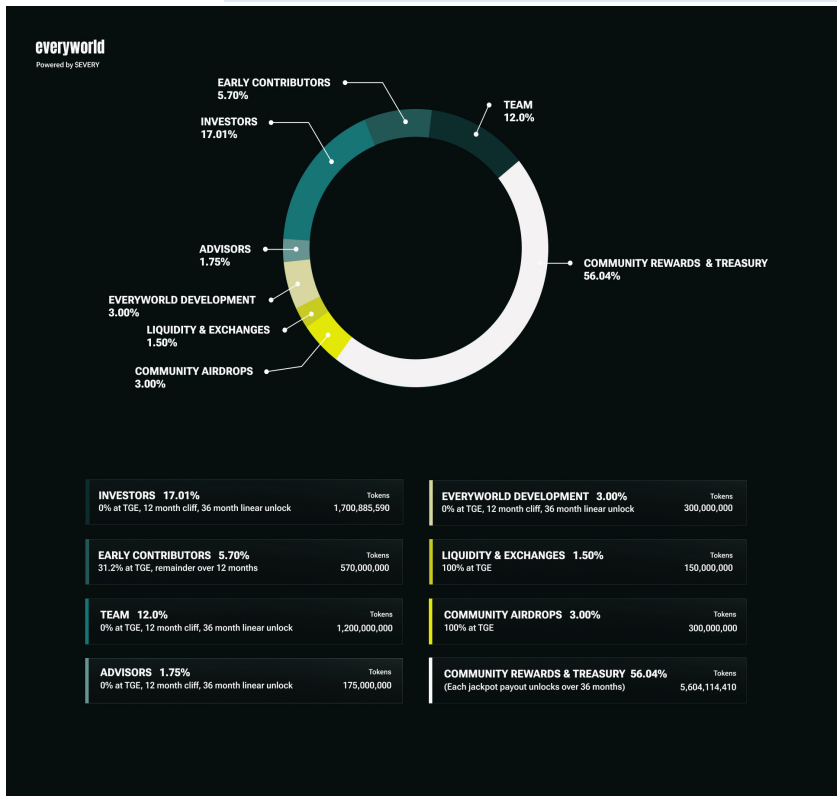 everyworld
Powered by SEVERY
EARLY CONTRIBUTORS
5.70%
TEAM
12.0%
INVESTORS
17.01%
ADVISORS
1.75%
COMMUNITY REWARDS & TREASURY
56.04%
EVERYWORLD DEVELOPMENT
3.00%
LIQUIDITY & EXCHANGES
1.50%
COMMUNITY AIRDROPS
3.00%
INVESTORS 17.01% Tokens
0% at TGE, 12 month cliff, 36 month linear unlock 1,700,885,590
EARLY CONTRIBUTORS 5.70% Tokens
31.2% at TGE, remainder over 12 months 570,000,000
TEAM 12.0% Tokens
0% at TGE, 12 month cliff, 36 month linear unlock 1,200,000,000
ADVISORS 1.75% Tokens
0% at TGE, 12 month cliff, 36 month linear unlock 175,000,000
EVERYWORLD DEVELOPMENT 3.00% Tokens
0% at TGE, 12 month cliff, 36 month linear unlock 300,000,000
LIQUIDITY & EXCHANGES 1.50% Tokens
100% at TGE 150,000,000
COMMUNITY AIRDROPS 3.00% Tokens
100% at TGE 300,000,000
COMMUNITY REWARDS & TREASURY 56.04% Tokens
(Each jackpot payout unlocks over 36 months) 5,604,114,410